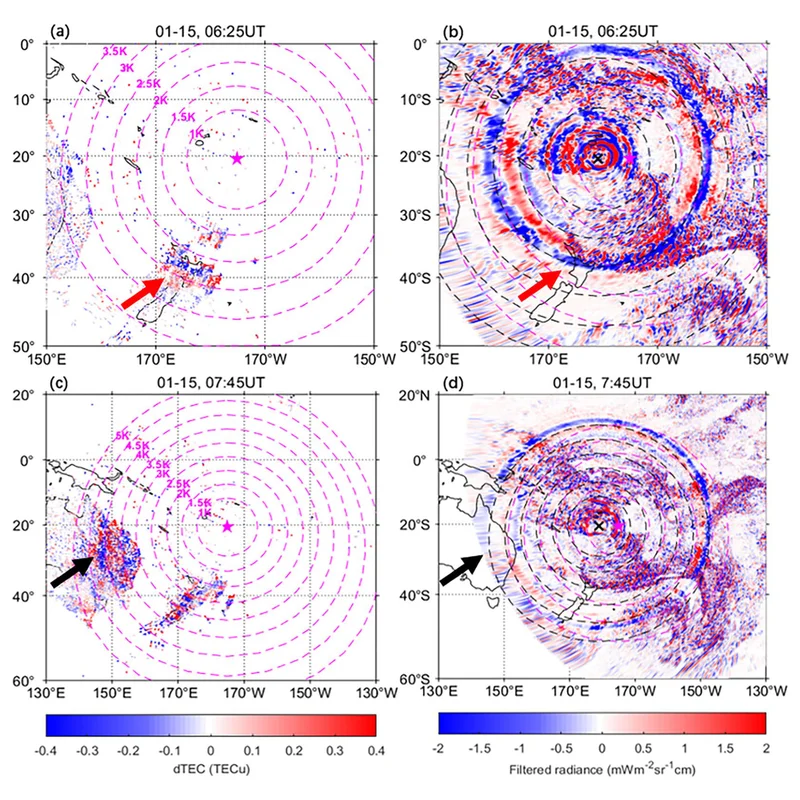 (a) 01-15, 06:25UT
(b) 01-15, 06:25UT
3.5K
3K
2.5K
2K
1.5K
1K
0°
10°
20°
30°
40°
50°
150°E 170°E 170°W 150°W
0°
10°S
20°S
30°S
40°S
50°S
150°E 170°E 170°W 150°W
(c) 01-15, 07:45UT
(d) 01-15, 7:45UT
5K
4.5K
4K
3.5K
3K
2.5K
2K
1.5K
1K
20°
0°
20°
40°
60°
130°E 150°E 170°E 170°W 150°W 130°W
20°N
0°
20°S
40°S
60°S
130°E 150°E 170°E 170°W 150°W 130°W
-0.4 -0.3 -0.2 -0.1 0 0.1 0.2 0.3 0.4
dTEC (TECu)
-2 -1.5 -1 -0.5 0 0.5 1 1.5 2
Filtered radiance (mWm⁻²sr⁻¹cm)